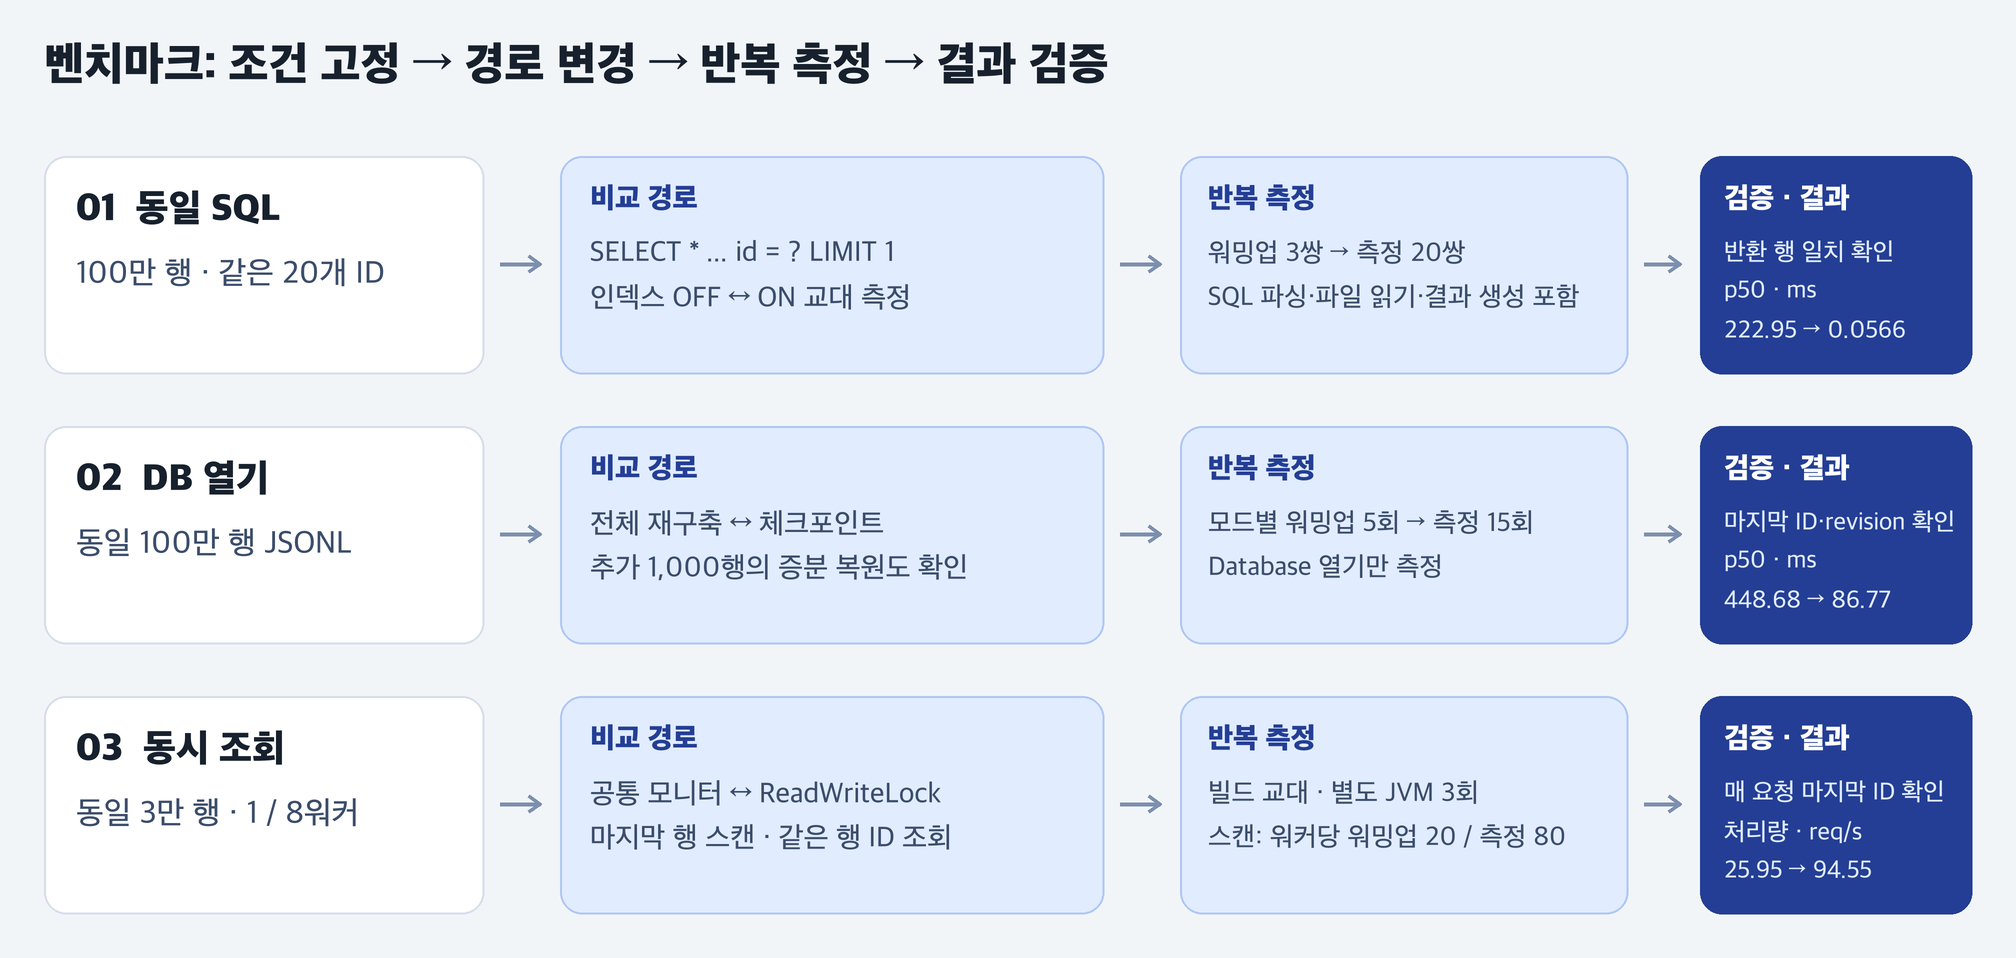 벤치마크: 조건 고정 → 경로 변경 → 반복 측정 → 결과 검증
01 동일 SQL
100만 행 · 같은 20개 ID
비교 경로
SELECT * ... id = ? LIMIT 1
인덱스 OFF ↔ ON 교대 측정
반복 측정
워밍업 3쌍 → 측정 20쌍
SQL 파싱·파일 읽기·결과 생성 포함
검증 · 결과
반환 행 일치 확인
p50 · ms
222.95 → 0.0566
02 DB 열기
동일 100만 행 JSONL
비교 경로
전체 재구축 ↔ 체크포인트
추가 1,000행의 증분 복원도 확인
반복 측정
모드별 워밍업 5회 → 측정 15회
Database 열기만 측정
검증 · 결과
마지막 ID·revision 확인
p50 · ms
448.68 → 86.77
03 동시 조회
동일 3만 행 · 1 / 8워커
비교 경로
공통 모니터 ↔ ReadWriteLock
마지막 행 스캔 · 같은 행 ID 조회
반복 측정
빌드 교대 · 별도 JVM 3회
스캔: 워커당 워밍업 20 / 측정 80
검증 · 결과
매 요청 마지막 ID 확인
처리량 · req/s
25.95 → 94.55